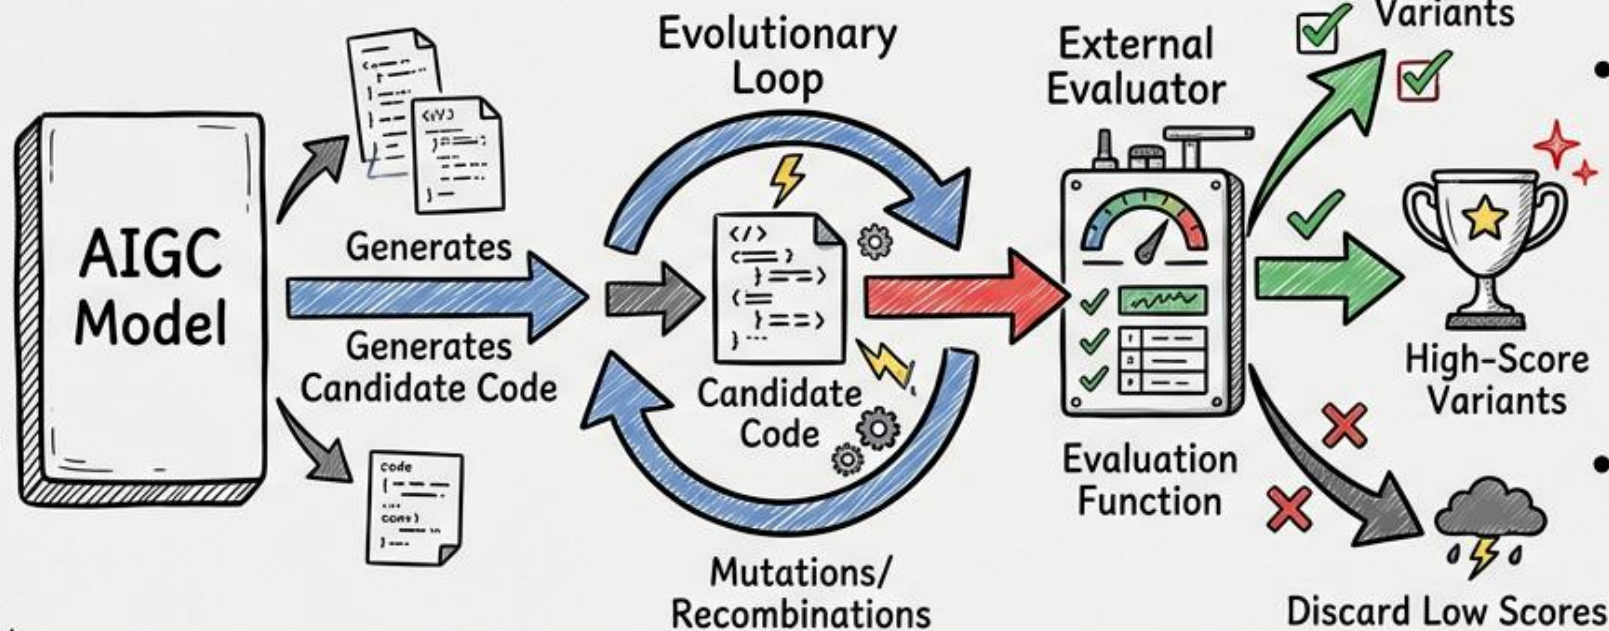 AIGC
Model
Generates
Generates
Candidate Code
Evolutionary
Loop
</>
Candidate
Code
Mutations/
Recombinations
External
Evaluator
Evaluation
Function
Variants
High-Score
Variants
Discard Low Scores
code